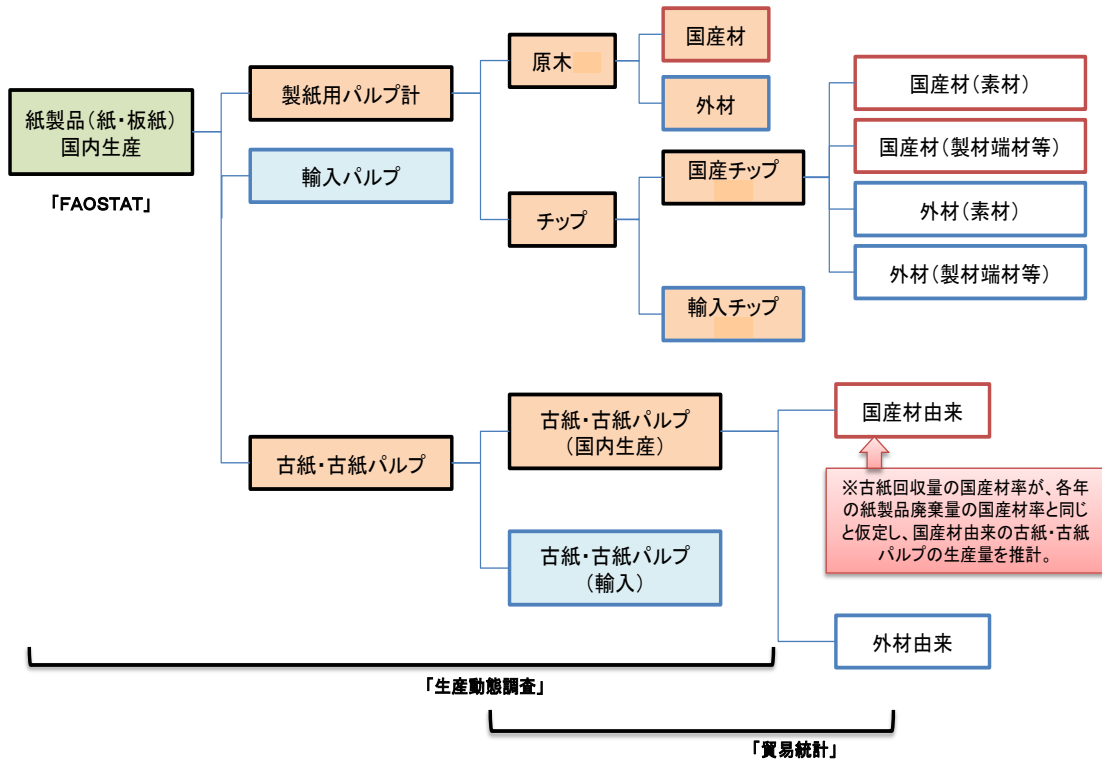 紙製品(紙・板紙)
国内生産
「FAOSTAT」
製紙用パルプ計
輸入パルプ
古紙・古紙パルプ
原木
チップ
国産材
外材
国産チップ
輸入チップ
国産材(素材)
国産材(製材端材等)
外材(素材)
外材(製材端材等)
古紙・古紙パルプ
(国内生産)
古紙・古紙パルプ
(輸入)
国産材由来
※古紙回収量の国産材率が、各年
の紙製品廃棄量の国産材率と同じ
と仮定し、国産材由来の古紙・古紙
パルプの生産量を推計。
外材由来
「生産動態調査」
「貿易統計」